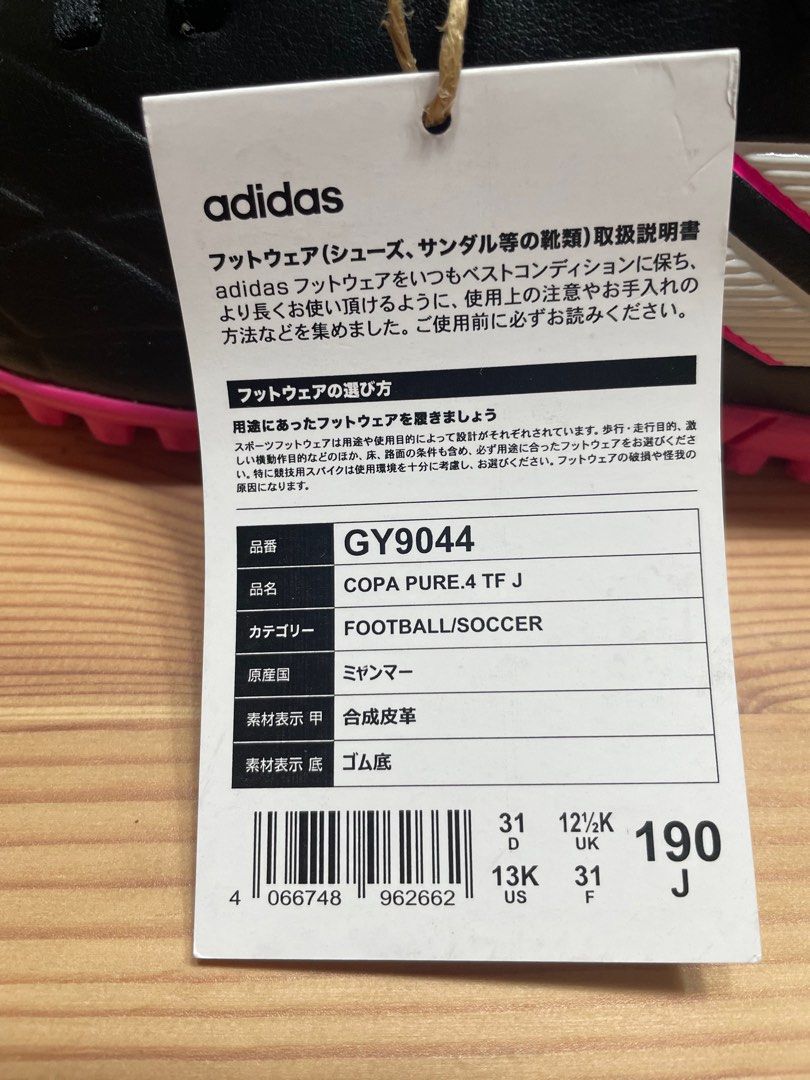 adidas
フットウェア(シューズ、サンダル等の靴類)取扱説明書
adidas フットウェアをいつもベストコンディションに保ち、
より長くお使い頂けるように、使用上の注意やお手入れの
方法などを集めました。ご使用前に必ずお読みください。
フットウェアの選び方
用途にあったフットウェアを履きましょう
スポーツフットウェアは用途や使用目的によって設計がそれぞれされています。歩行・走行目的、激
しい横動作目的などのほか、床、路面の条件も含め、必ず用途に合ったフットウェアをお選びくださ
い。特に競技用スパイクは使用環境を十分に考慮し、お選びください。フットウェアの破損や怪我の
原因になります。
品番 GY9044
品名 COPA PURE.4 TF J
カテゴリー FOOTBALL/SOCCER
原産国 ミャンマー
素材表示 甲 合成皮革
素材表示 底 ゴム底
31 12½K 190
D UK J
13K 31
US F
4 066748 962662